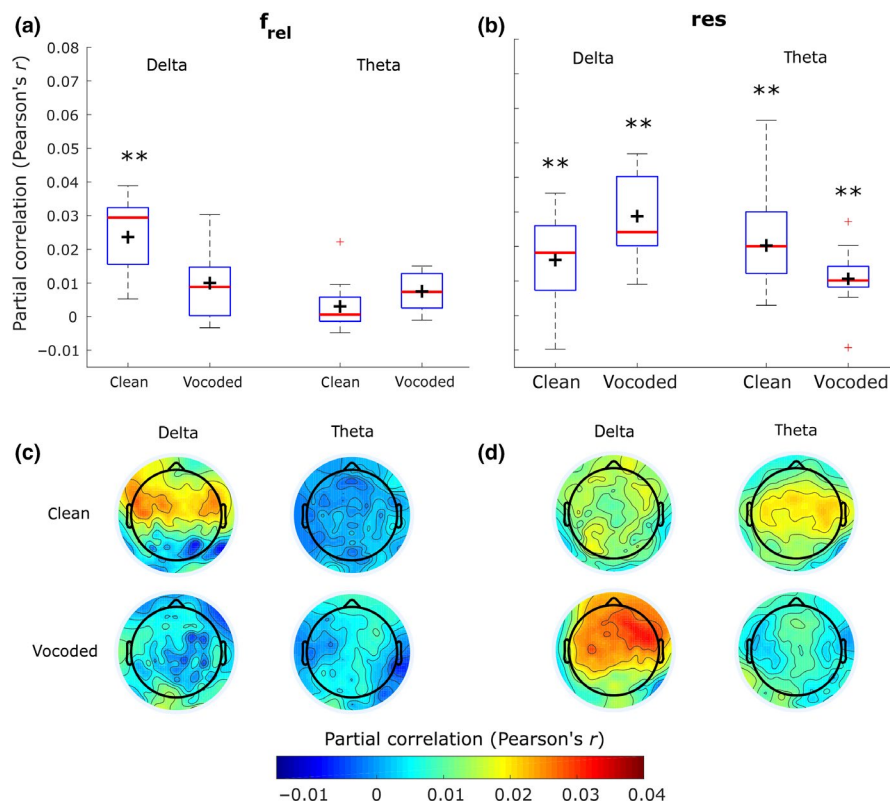 (a)
f_rel
(b)
res
Partial correlation (Pearson's r)
0.08
0.07
0.06
0.05
0.04
0.03
0.02
0.01
0
−0.01
Delta
Theta
**
Clean
Vocoded
Clean
Vocoded
Delta
Theta
**
**
**
**
Clean
Vocoded
Clean
Vocoded
(c)
Delta
Theta
(d)
Delta
Theta
Clean
Vocoded
Partial correlation (Pearson's r)
−0.01 0 0.01 0.02 0.03 0.04